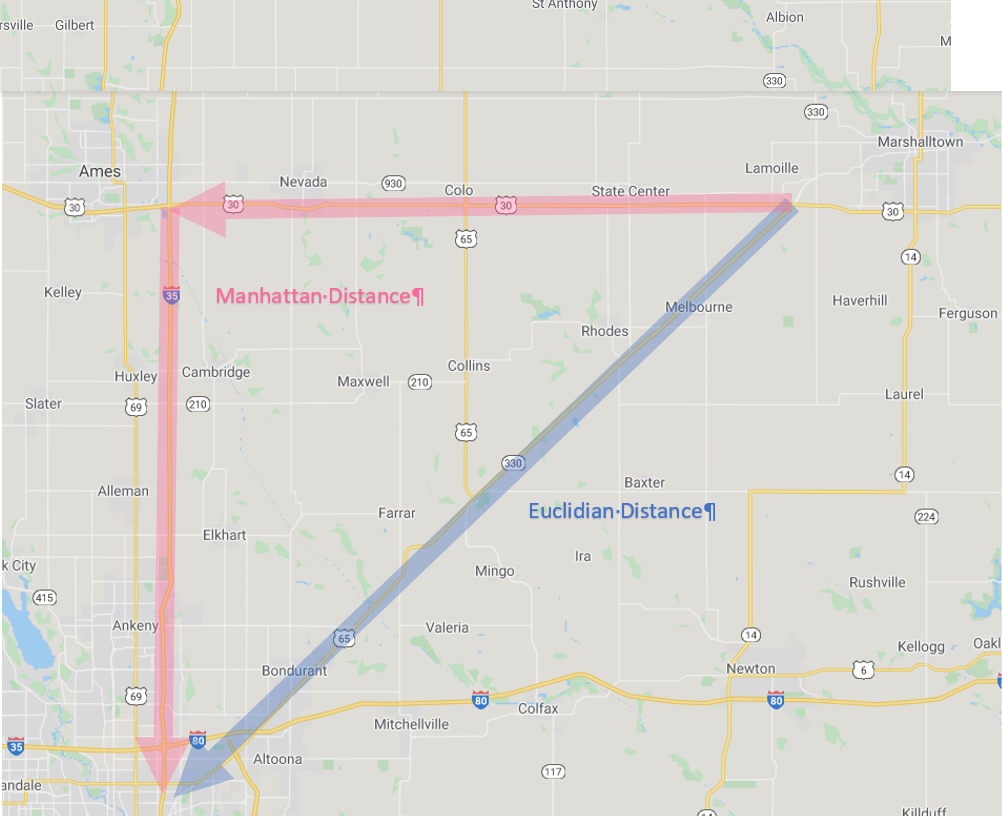 St Anthony
rsville
Gilbert
Albion
M
330
330
Marshalltown
Ames
Lamoille
Nevada
930
Colo
State Center
30
30
30
30
65
14
Kelley
35
Manhattan·Distance¶
Melbourne
Haverhill
Ferguson
Rhodes
Collins
Huxley
Cambridge
Maxwell
210
Laurel
Slater
69
210
65
330
14
Baxter
Alleman
Farrar
Euclidian·Distance¶
224
Elkhart
Ira
k City
Mingo
Rushville
415
Ankeny
Valeria
65
14
Kellogg
Oakl
Bondurant
Newton
6
69
80
80
Colfax
Mitchellville
35
80
Altoona
117
andale
14
Killduff